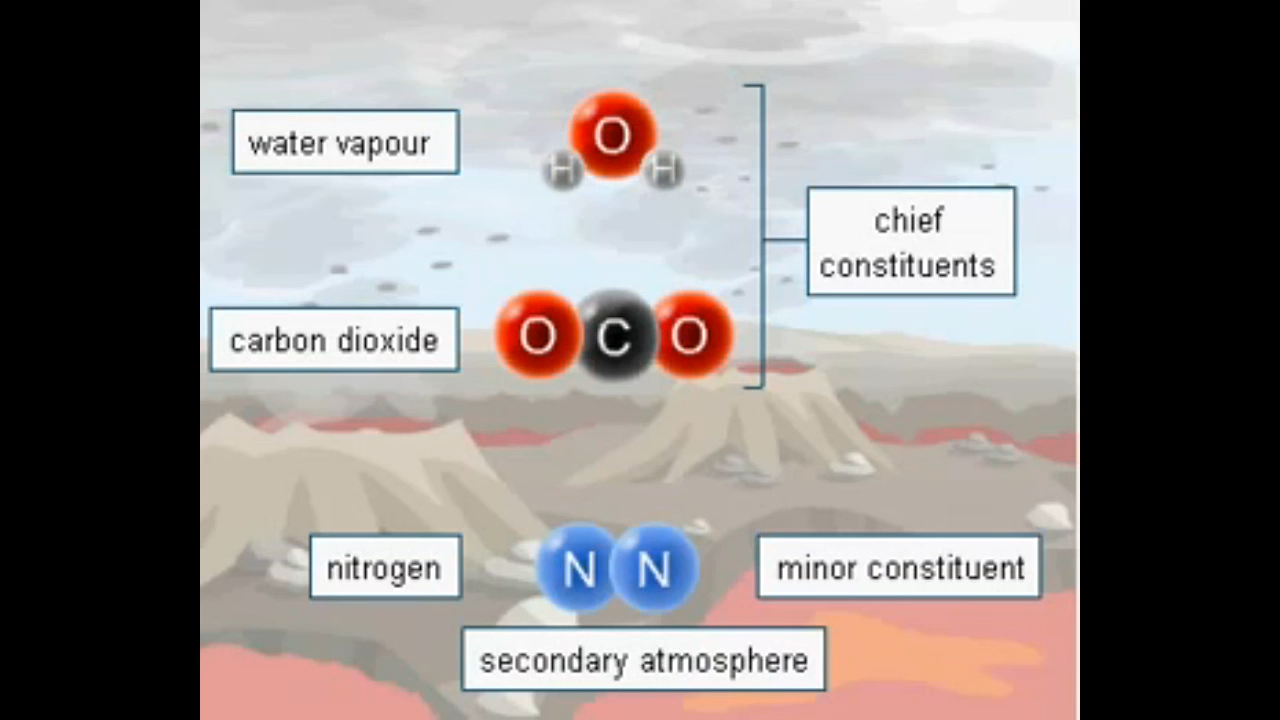 water vapour
O
H H
chief
constituents
carbon dioxide
O C O
nitrogen
N N
minor constituent
secondary atmosphere